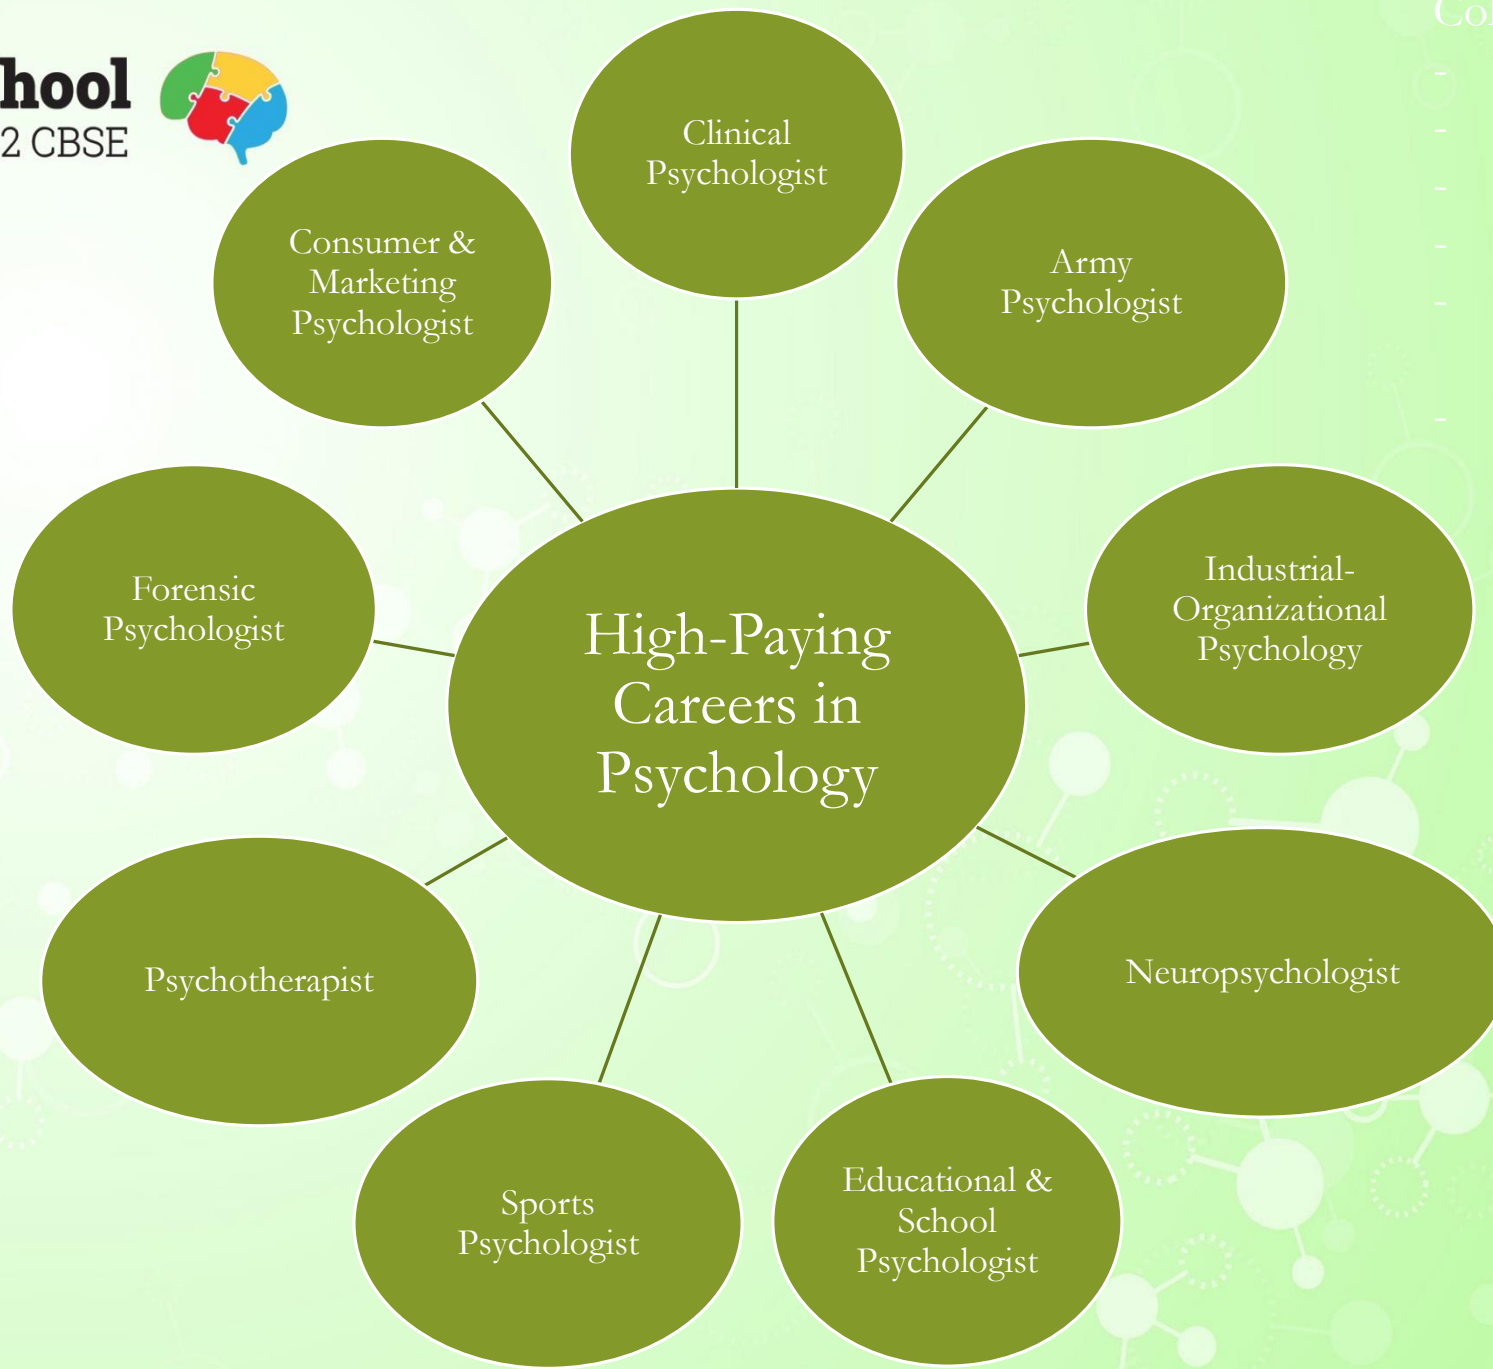 hool
2 CBSE
Clinical
Psychologist
Army
Psychologist
Industrial-
Organizational
Psychology
Neuropsychologist
Educational &
School
Psychologist
Sports
Psychologist
Psychotherapist
Forensic
Psychologist
Consumer &
Marketing
Psychologist
High-Paying
Careers in
Psychology